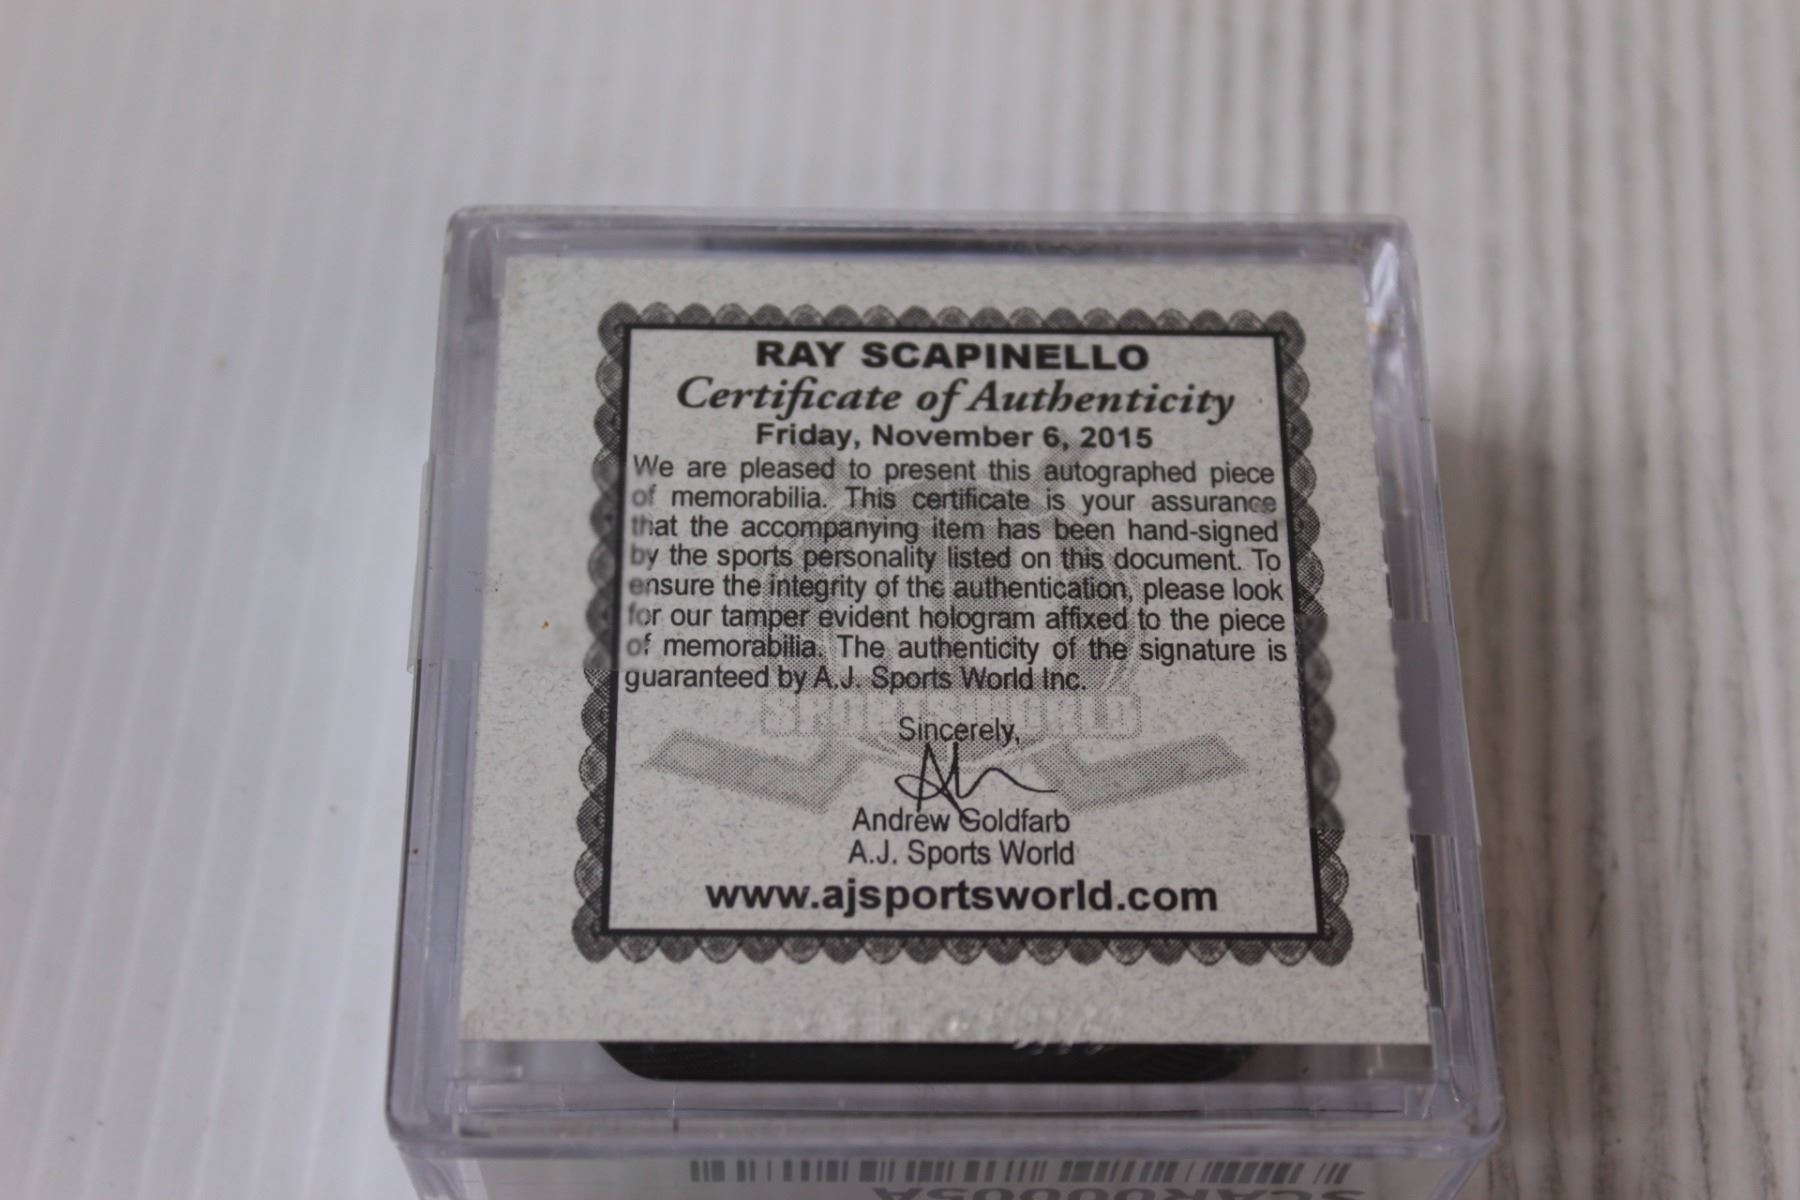 RAY SCAPINELLO
Certificate of Authenticity
Friday, November 6, 2015
We are pleased to present this autographed piece
of memorabilia. This certificate is your assurance
that the accompanying item has been hand-signed
by the sports personality listed on this document. To
ensure the integrity of the authentication, please look
for our tamper evident hologram affixed to the piece
of memorabilia. The authenticity of the signature is
guaranteed by A.J. Sports World Inc.
SPORTS WORLD
Sincerely,
Andrew Goldfarb
A.J. Sports World
www.ajsportsworld.com